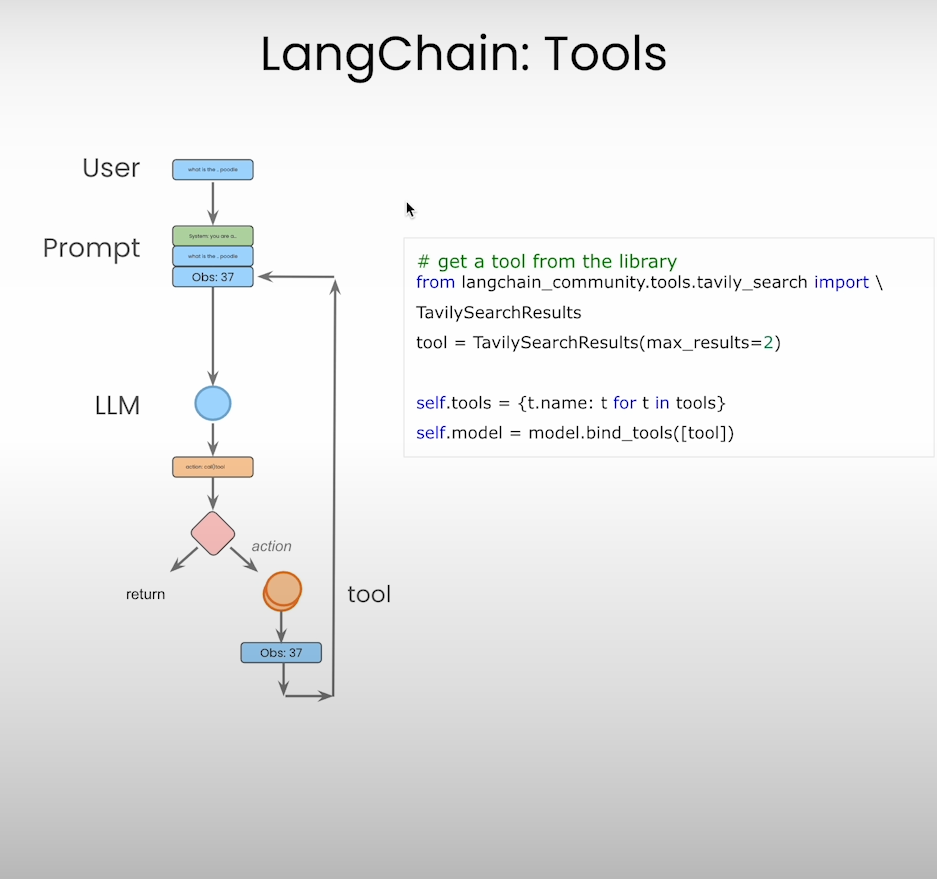 LangChain: Tools
User
what is the .. poodle
Prompt
System: you are a..
what is the .. poodle
Obs: 37
# get a tool from the library
from langchain_community.tools.tavily_search import \
TavilySearchResults
tool = TavilySearchResults(max_results=2)
self.tools = {t.name: t for t in tools}
self.model = model.bind_tools([tool])
LLM
action:
action
return
tool
Obs: 37